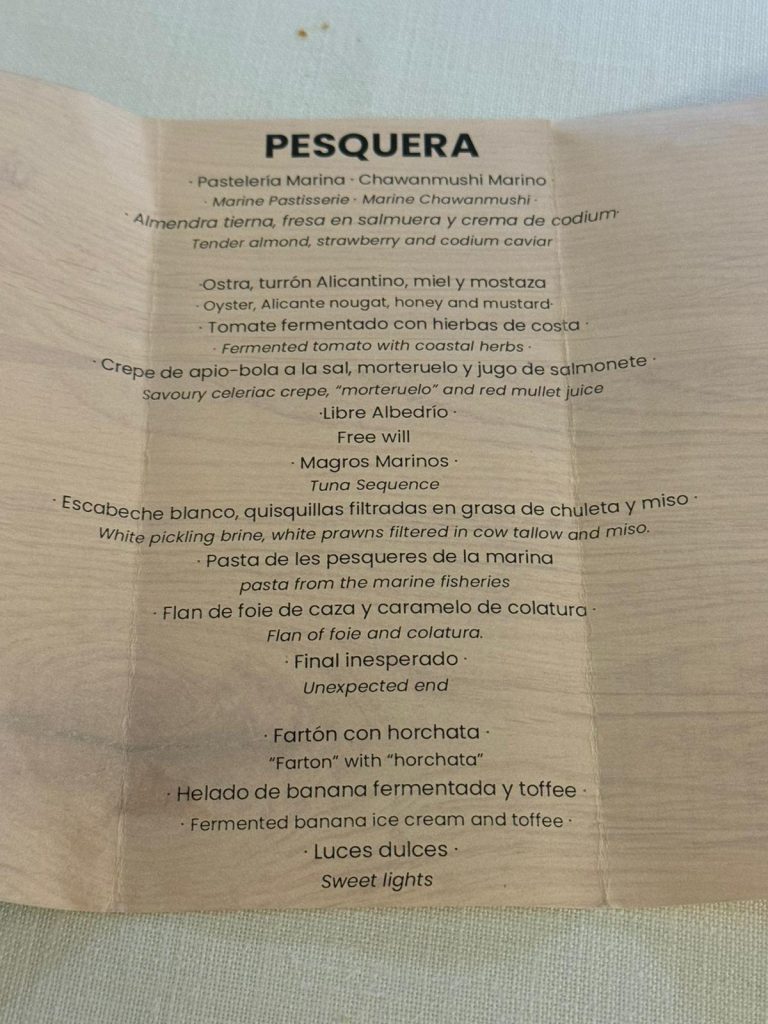 PESQUERA
· Pastelería Marina · Chawanmushi Marino ·
· Marine Pastisserie · Marine Chawanmushi ·
· Almendra tierna, fresa en salmuera y crema de codium·
Tender almond, strawberry and codium caviar
·Ostra, turrón Alicantino, miel y mostaza
· Oyster, Alicante nougat, honey and mustard·
· Tomate fermentado con hierbas de costa ·
· Fermented tomato with coastal herbs ·
· Crepe de apio-bola a la sal, morteruelo y jugo de salmonete ·
Savoury celeriac crepe, “morteruelo” and red mullet juice
·Libre Albedrío ·
Free will
· Magros Marinos ·
Tuna Sequence
· Escabeche blanco, quisquillas filtradas en grasa de chuleta y miso ·
White pickling brine, white prawns filtered in cow tallow and miso.
· Pasta de les pesqueres de la marina
pasta from the marine fisheries
· Flan de foie de caza y caramelo de colatura ·
Flan of foie and colatura.
· Final inesperado ·
Unexpected end
· Fartón con horchata ·
“Farton” with “horchata”
· Helado de banana fermentada y toffee ·
· Fermented banana ice cream and toffee ·
· Luces dulces ·
Sweet lights